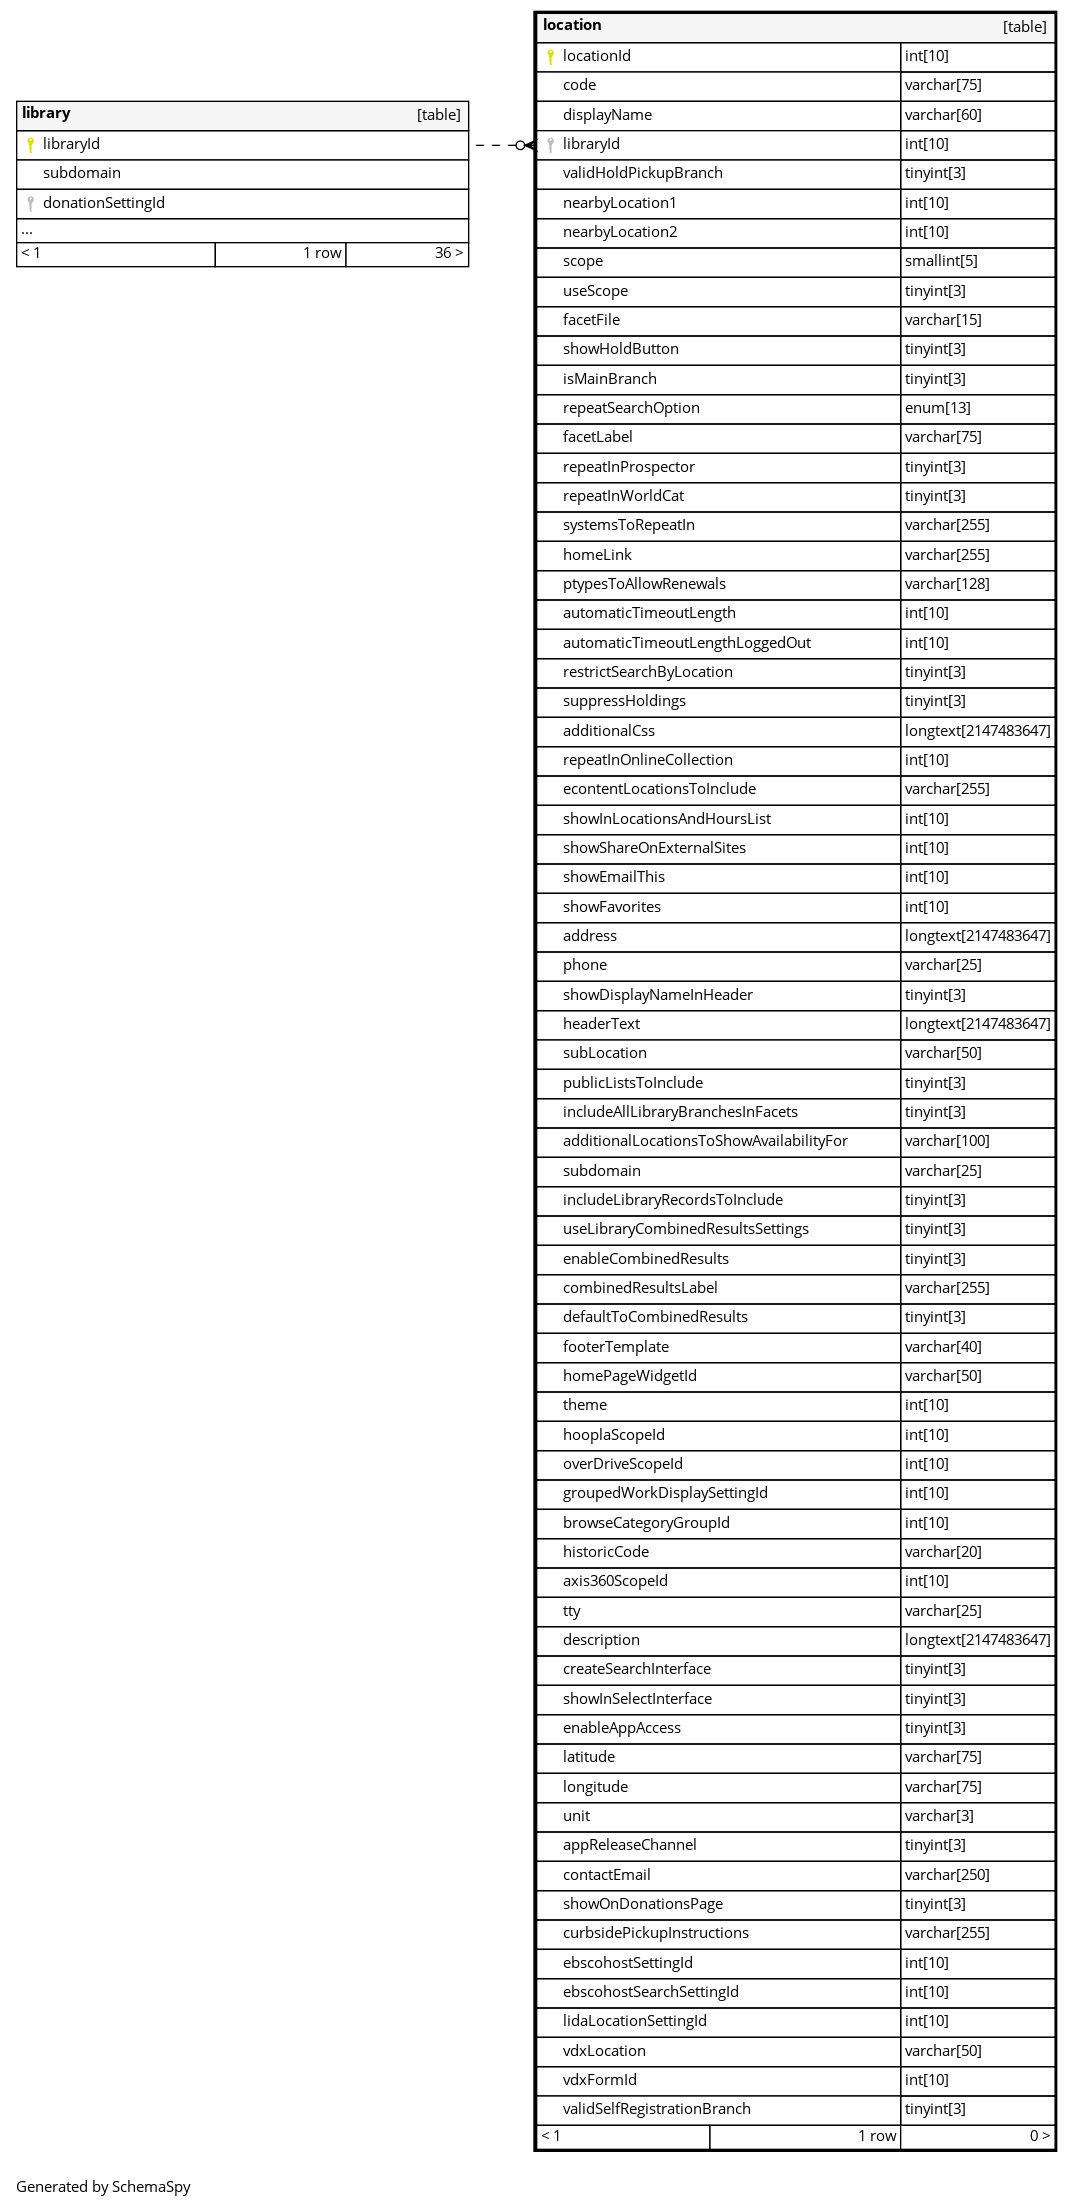 library [table]
libraryId
subdomain
donationSettingId
...
< 1 1 row 36 >
location [table]
locationId int[10]
code varchar[75]
displayName varchar[60]
libraryId int[10]
validHoldPickupBranch tinyint[3]
nearbyLocation1 int[10]
nearbyLocation2 int[10]
scope smallint[5]
useScope tinyint[3]
facetFile varchar[15]
showHoldButton tinyint[3]
isMainBranch tinyint[3]
repeatSearchOption enum[13]
facetLabel varchar[75]
repeatInProspector tinyint[3]
repeatInWorldCat tinyint[3]
systemsToRepeatIn varchar[255]
homeLink varchar[255]
ptypesToAllowRenewals varchar[128]
automaticTimeoutLength int[10]
automaticTimeoutLengthLoggedOut int[10]
restrictSearchByLocation tinyint[3]
suppressHoldings tinyint[3]
additionalCss longtext[2147483647]
repeatInOnlineCollection int[10]
econtentLocationsToInclude varchar[255]
showInLocationsAndHoursList int[10]
showShareOnExternalSites int[10]
showEmailThis int[10]
showFavorites int[10]
address longtext[2147483647]
phone varchar[25]
showDisplayNameInHeader tinyint[3]
headerText longtext[2147483647]
subLocation varchar[50]
publicListsToInclude tinyint[3]
includeAllLibraryBranchesInFacets tinyint[3]
additionalLocationsToShowAvailabilityFor varchar[100]
subdomain varchar[25]
includeLibraryRecordsToInclude tinyint[3]
useLibraryCombinedResultsSettings tinyint[3]
enableCombinedResults tinyint[3]
combinedResultsLabel varchar[255]
defaultToCombinedResults tinyint[3]
footerTemplate varchar[40]
homePageWidgetId varchar[50]
theme int[10]
hooplaScopeId int[10]
overDriveScopeId int[10]
groupedWorkDisplaySettingId int[10]
browseCategoryGroupId int[10]
historicCode varchar[20]
axis360ScopeId int[10]
tty varchar[25]
description longtext[2147483647]
createSearchInterface tinyint[3]
showInSelectInterface tinyint[3]
enableAppAccess tinyint[3]
latitude varchar[75]
longitude varchar[75]
unit varchar[3]
appReleaseChannel tinyint[3]
contactEmail varchar[250]
showOnDonationsPage tinyint[3]
curbsidePickupInstructions varchar[255]
ebscohostSettingId int[10]
ebscohostSearchSettingId int[10]
lidaLocationSettingId int[10]
vdxLocation varchar[50]
vdxFormId int[10]
validSelfRegistrationBranch tinyint[3]
< 1 1 row 0 >
Generated by SchemaSpy